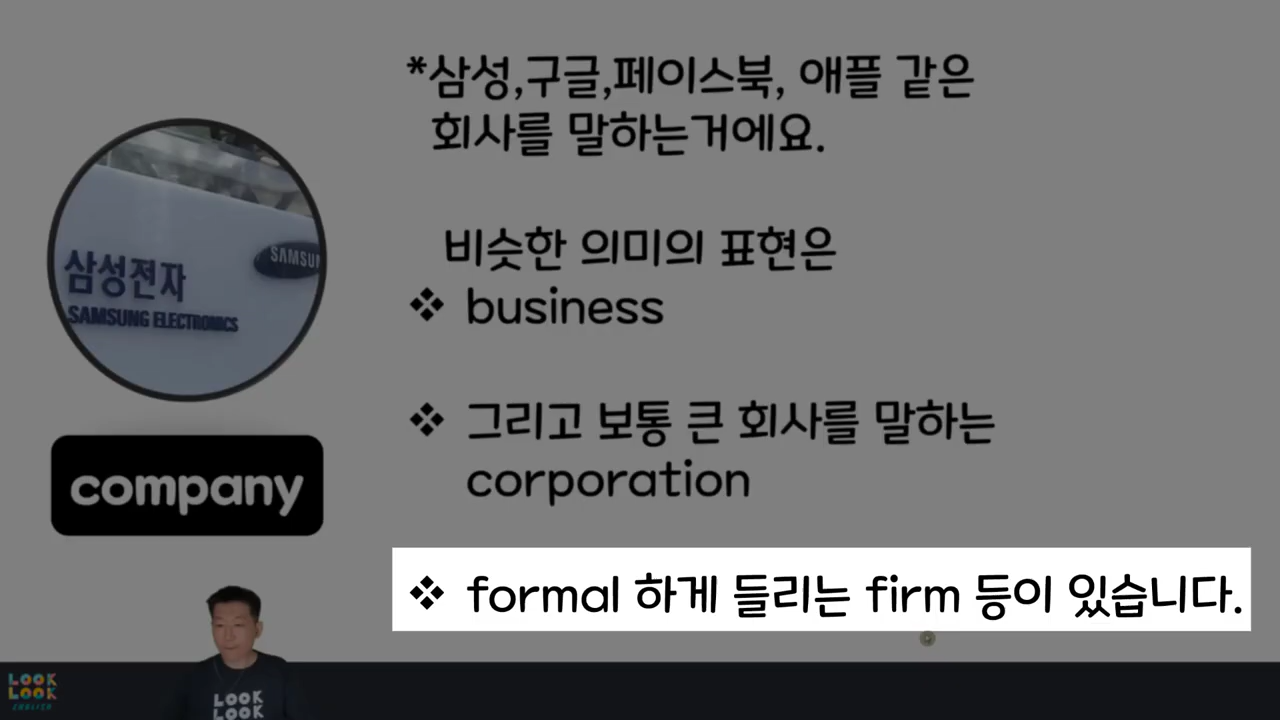 *삼성,구글,페이스북, 애플 같은
회사를 말하는거에요.
비슷한 의미의 표현은
❖ business
❖ 그리고 보통 큰 회사를 말하는
corporation
❖ formal 하게 들리는 firm 등이 있습니다.
삼성전자
SAMSUNG ELECTRONICS
SAMSU
company
LOOK
LOOK
ENGLISH
LOOK
LOOK